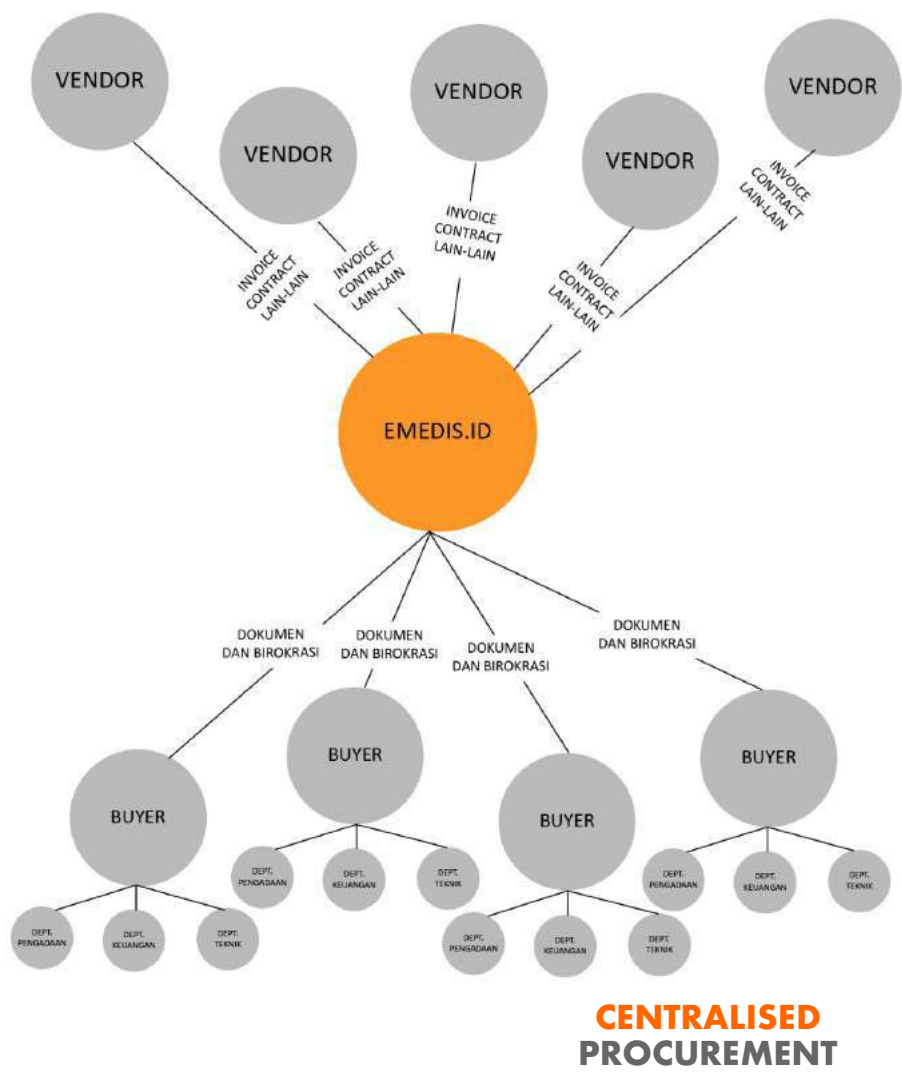 VENDOR
VENDOR
VENDOR
VENDOR
VENDOR
INVOICE
CONTRACT
LAIN-LAIN
INVOICE
CONTRACT
LAIN-LAIN
INVOICE
CONTRACT
LAIN-LAIN
INVOICE
CONTRACT
LAIN-LAIN
INVOICE
CONTRACT
LAIN-LAIN
EMEDIS.ID
DOKUMEN
DAN BIROKRASI
DOKUMEN
DAN BIROKRASI
DOKUMEN
DAN BIROKRASI
DOKUMEN
DAN BIROKRASI
BUYER
DEPT.
PENGADAAN
DEPT.
KEUANGAN
DEPT.
TEKNIK
BUYER
DEPT.
PENGADAAN
DEPT.
KEUANGAN
DEPT.
TEKNIK
BUYER
DEPT.
PENGADAAN
DEPT.
KEUANGAN
DEPT.
TEKNIK
BUYER
DEPT.
PENGADAAN
DEPT.
KEUANGAN
DEPT.
TEKNIK
CENTRALISED
PROCUREMENT